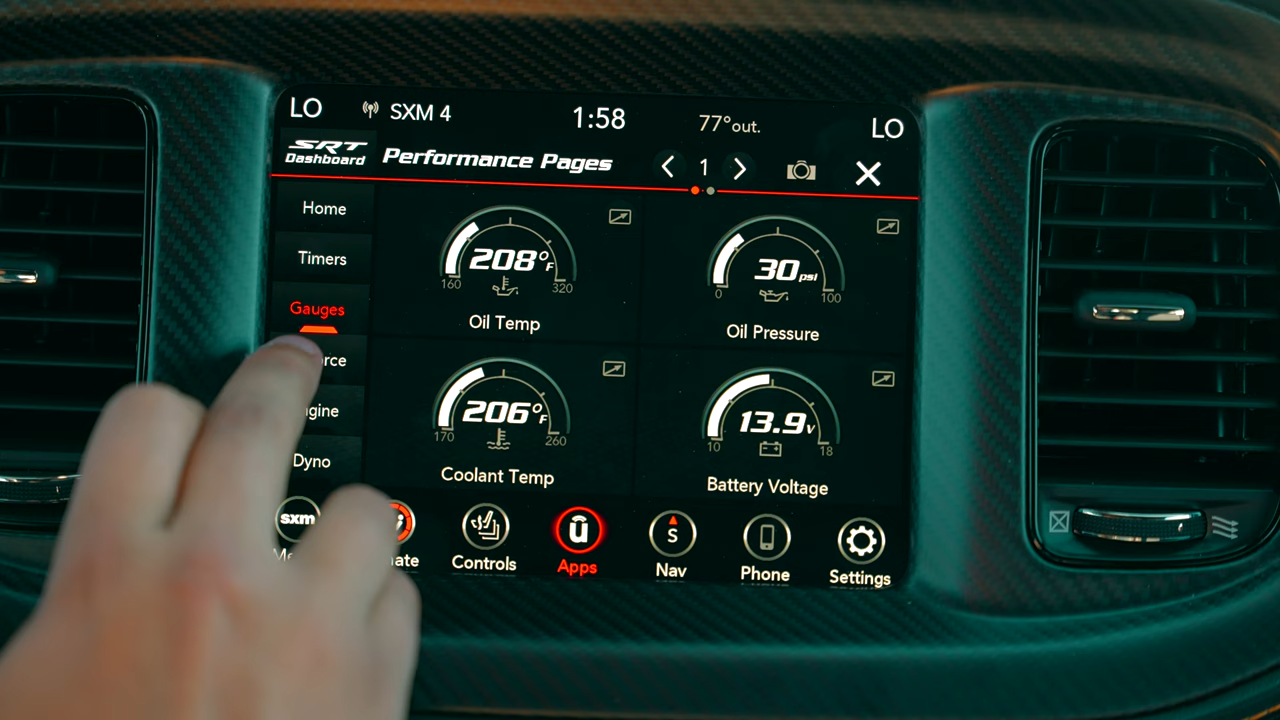 LO SXM 4 1:58 77°out. LO
SRT
Dashboard
Performance Pages
1
Home
Timers
Gauges
rce
gine
Dyno
208°F
160 320
Oil Temp
30 psi
0 100
Oil Pressure
206°F
170 260
Coolant Temp
13.9 v
10 18
Battery Voltage
sxm
ate
Controls
û
Apps
S
Nav
Phone
Settings